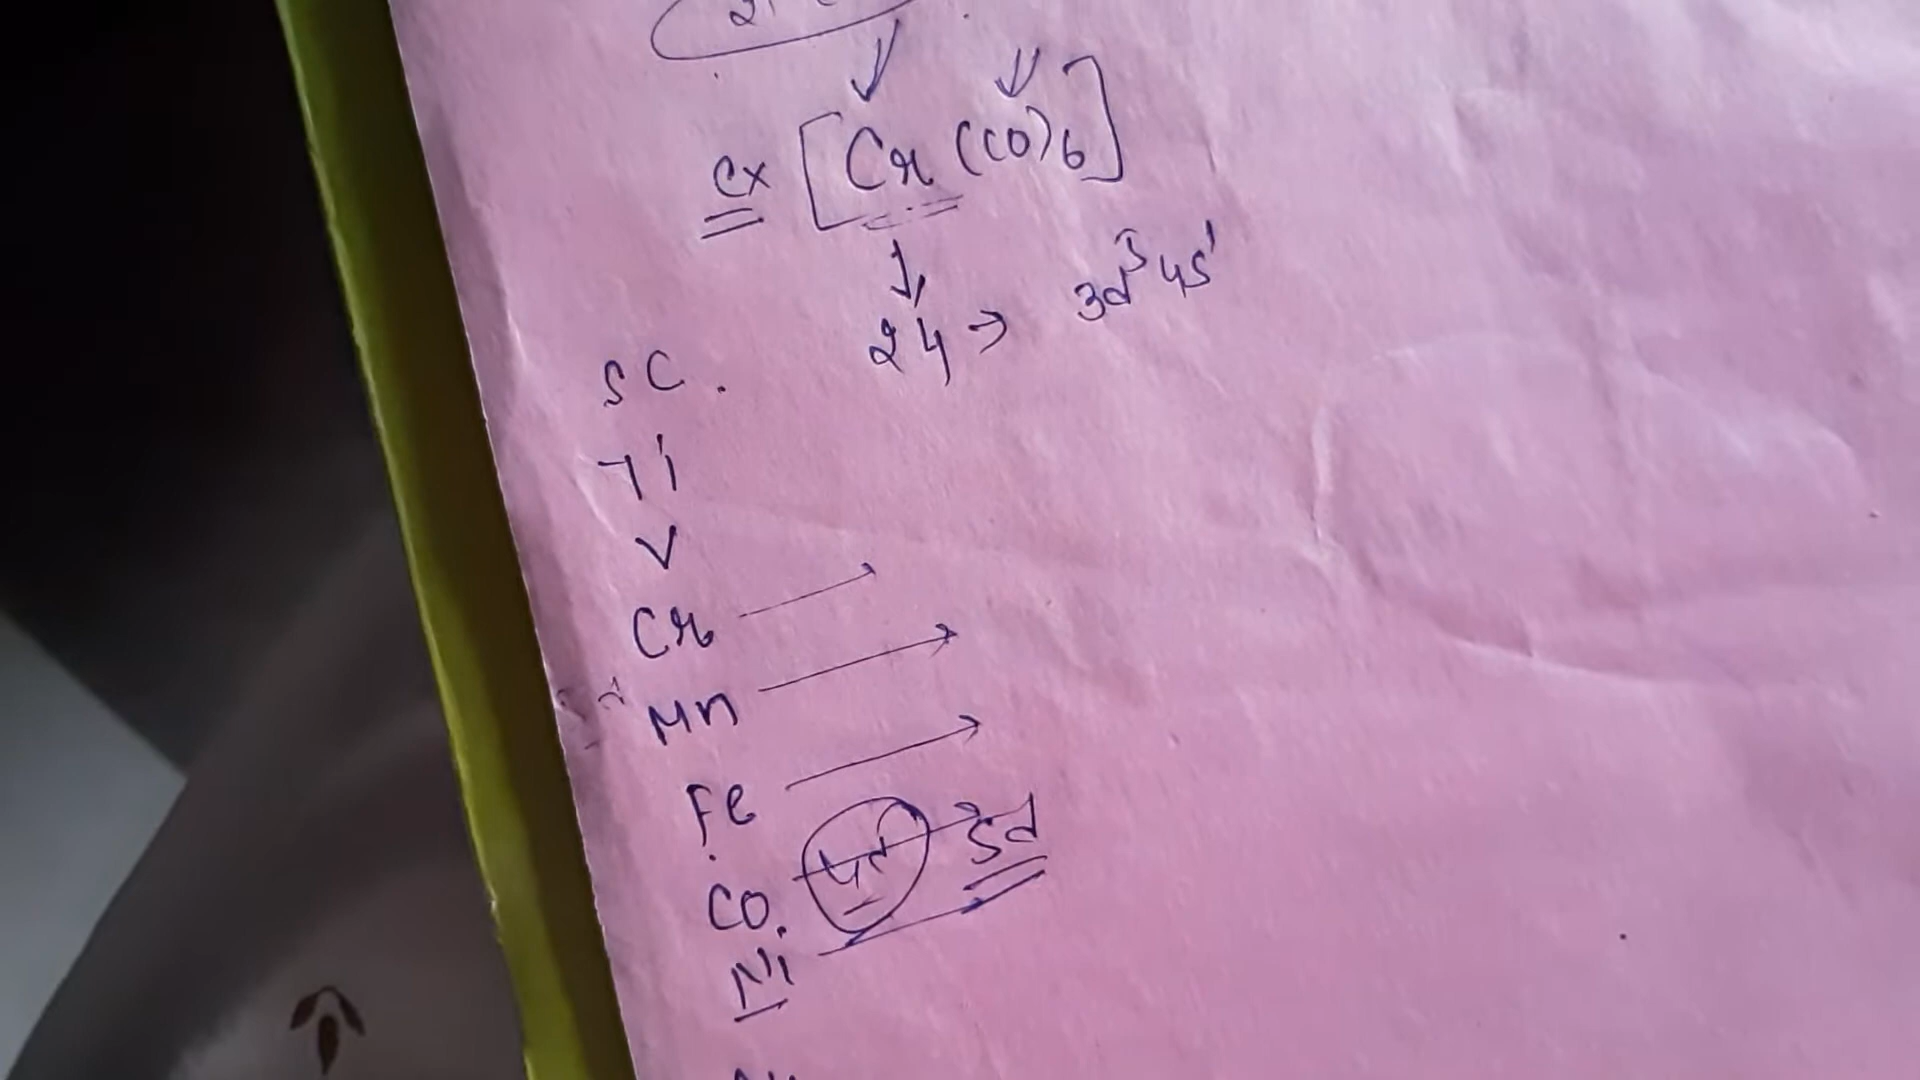 ex [Cr (CO)6]
24 → 3d⁵ 4s¹
SC.
Ti
V
Cr →
Mn →
Fe →
Co. 4d → 5d
Ni →